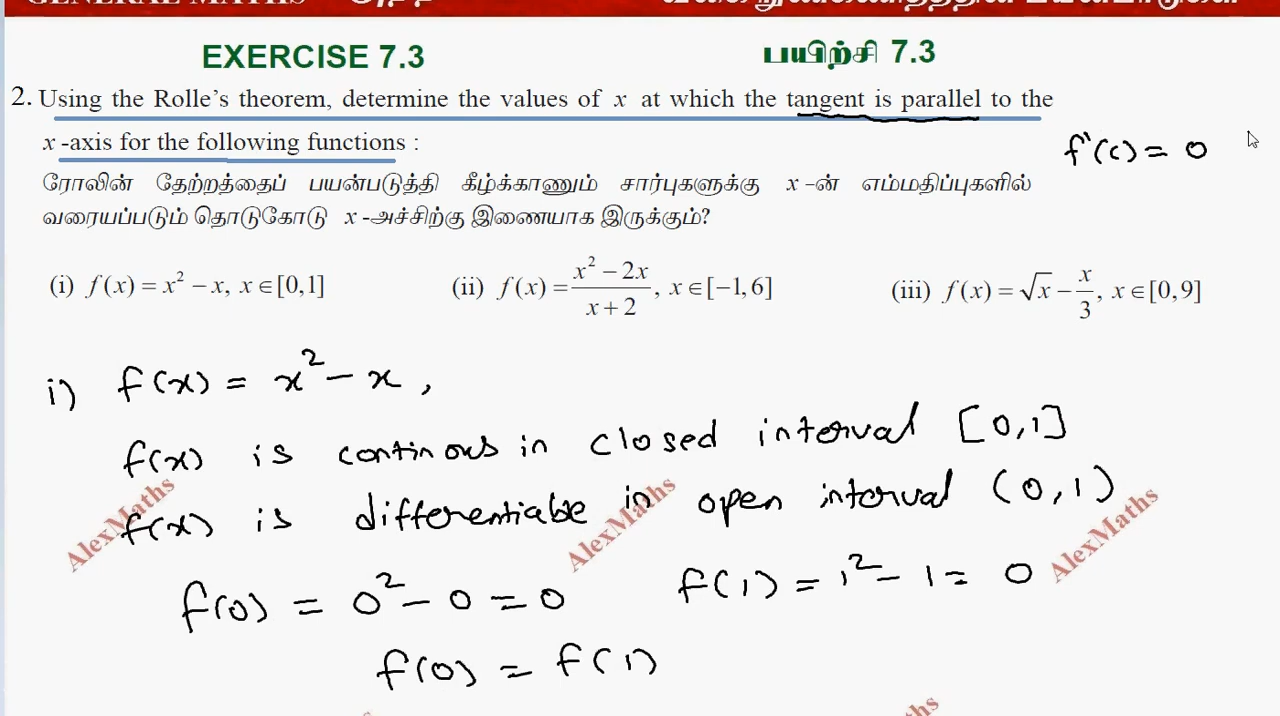 GENERAL MATHS
EXERCISE 7.3 பயிற்சி 7.3
2. Using the Rolle's theorem, determine the values of x at which the tangent is parallel to the
x-axis for the following functions :
f'(c) = 0
ரோலின் தேற்றத்தைப் பயன்படுத்தி கீழ்க்காணும் சார்புகளுக்கு x-ன் எம்மதிப்புகளில்
வரையப்படும் தொடுகோடு x-அச்சிற்கு இணையாக இருக்கும்?
(i) f(x) = x² − x, x ∈ [0,1] (ii) f(x) = (x² − 2x)/(x + 2), x ∈ [−1,6] (iii) f(x) = √x − x/3, x ∈ [0,9]
i) f(x) = x² − x,
f(x) is continous in closed interval [0,1]
f(x) is differentiable in open interval (0,1)
AlexMaths AlexMaths AlexMaths
f(0) = 0² − 0 = 0 f(1) = 1² − 1 = 0
f(0) = f(1)